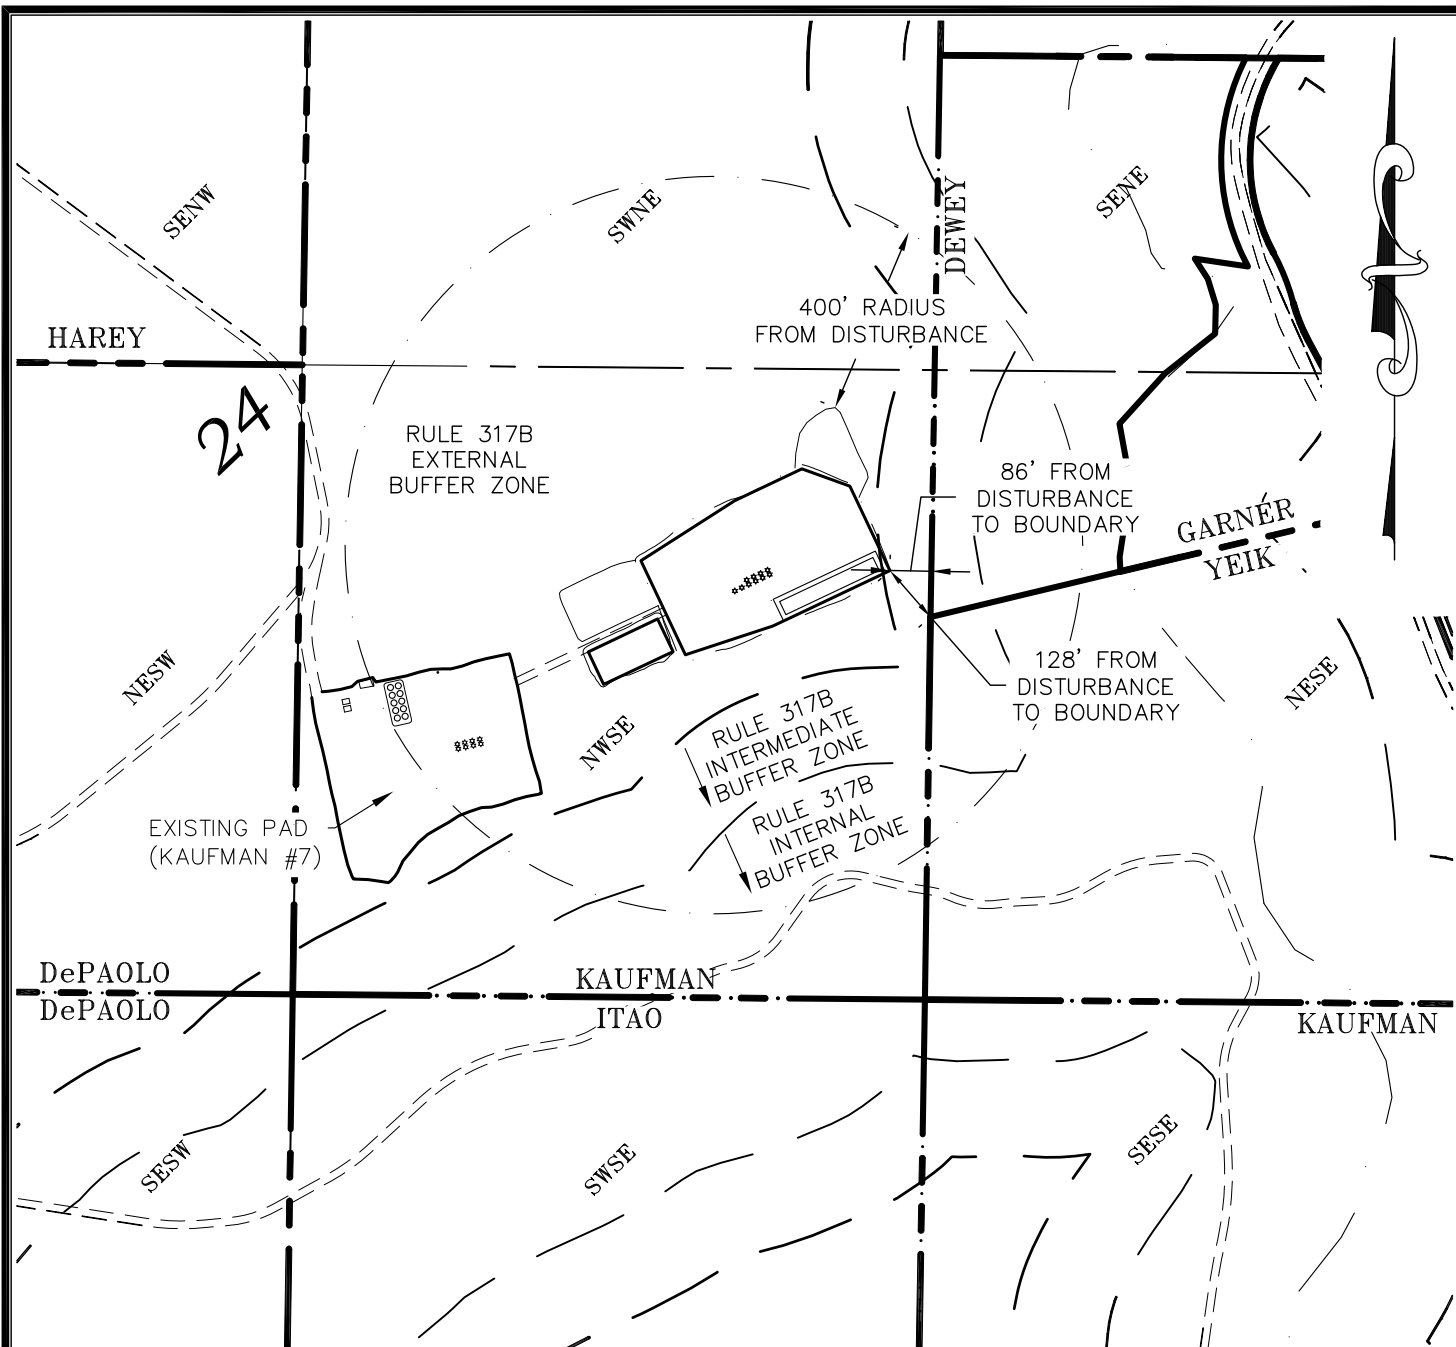 SENW
SWNE
DEWEY
SENE
HAREY
400' RADIUS
FROM DISTURBANCE
24
RULE 317B
EXTERNAL
BUFFER ZONE
86' FROM
DISTURBANCE
TO BOUNDARY
GARNER
YEIK
NESW
128' FROM
DISTURBANCE
TO BOUNDARY
NESE
NWSE
RULE 317B
INTERMEDIATE
BUFFER ZONE
RULE 317B
INTERNAL
BUFFER ZONE
EXISTING PAD
(KAUFMAN #7)
DePAOLO
DePAOLO
KAUFMAN
ITAO
KAUFMAN
SESW
SWSE
SESE